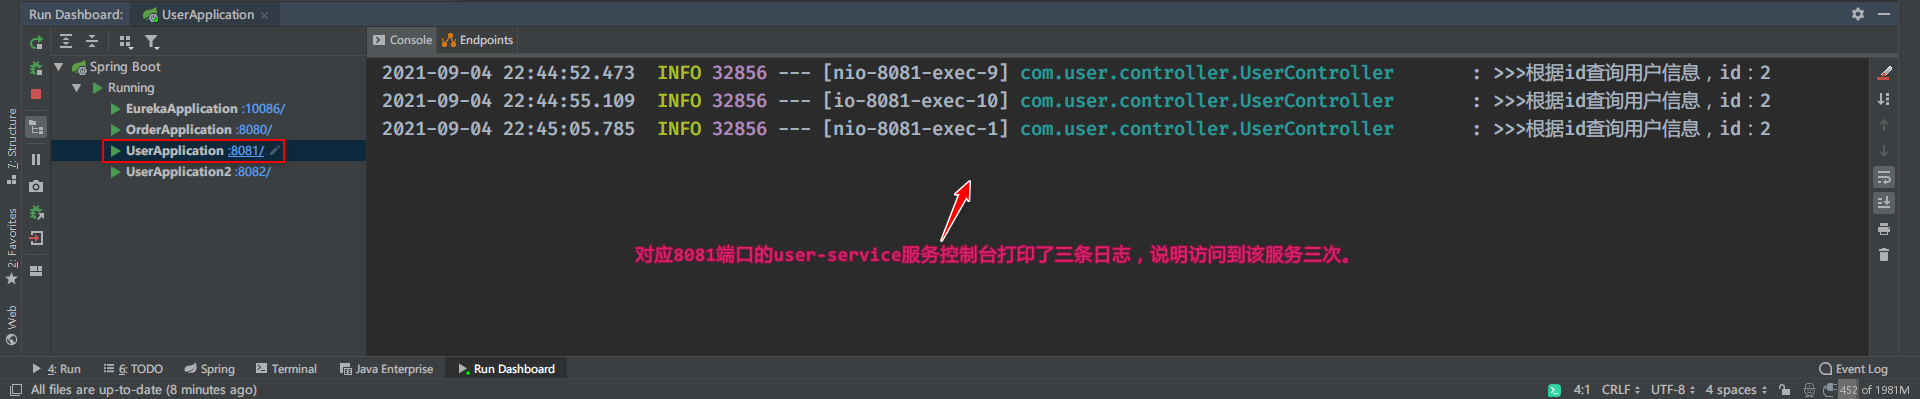 Run Dashboard: UserApplication
Console Endpoints
Spring Boot
Running
EurekaApplication :10086/
OrderApplication :8080/
UserApplication :8081/
UserApplication2 :8082/
2021-09-04 22:44:52.473 INFO 32856 --- [nio-8081-exec-9] com.user.controller.UserController : >>>根据id查询用户信息，id：2
2021-09-04 22:44:55.109 INFO 32856 --- [io-8081-exec-10] com.user.controller.UserController : >>>根据id查询用户信息，id：2
2021-09-04 22:45:05.785 INFO 32856 --- [nio-8081-exec-1] com.user.controller.UserController : >>>根据id查询用户信息，id：2
对应8081端口的user-service服务控制台打印了三条日志，说明访问到该服务三次。
7: Structure
2: Favorites
Web
4: Run 6: TODO Spring Terminal Java Enterprise Run Dashboard Event Log
All files are up-to-date (8 minutes ago) 4:1 CRLF UTF-8 4 spaces 452 of 1981M